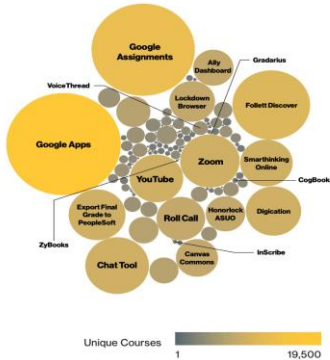 Google
Assignments
Ally
Dashboard
Gradarius
VoiceThread
Lockdown
Browser
Follett Discover
Google Apps
Zoom
Smarthinking
Online
YouTube
CogBook
Export Final
Grade to
PeopleSoft
Roll Call
Honorlock
ASUO
Digication
ZyBooks
InScribe
Chat Tool
Canvas
Commons
Unique Courses
1
19,500